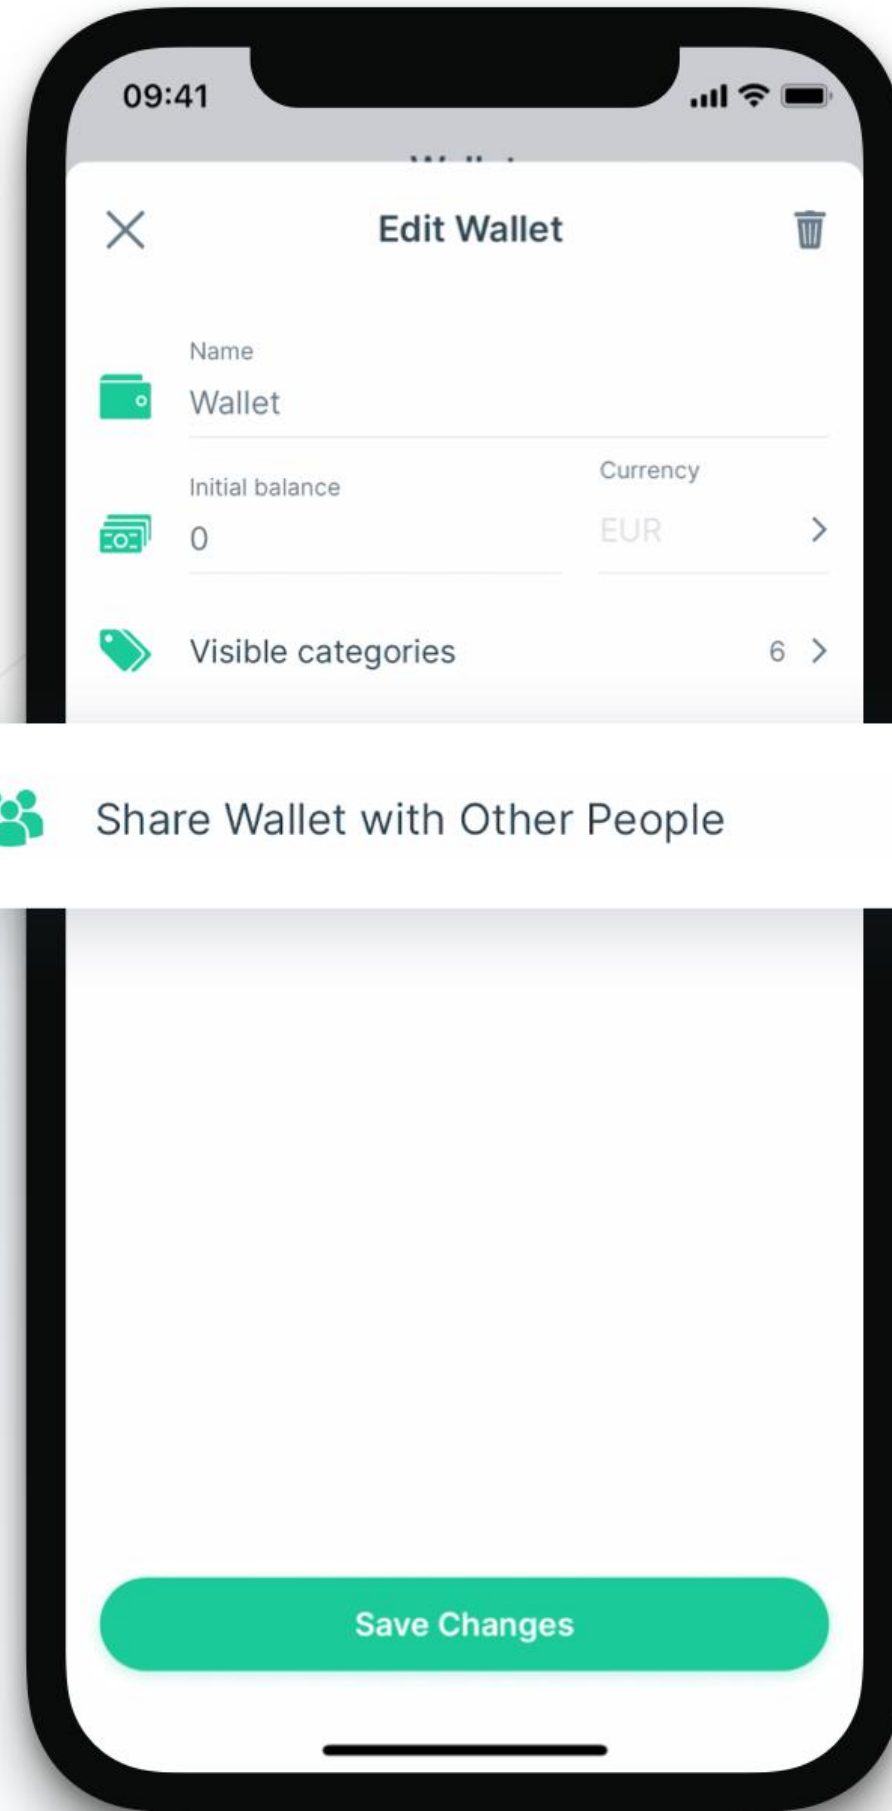 09:41
Edit Wallet
Name
Wallet
Initial balance
Currency
0
EUR
Visible categories
6
Share Wallet with Other People
Save Changes